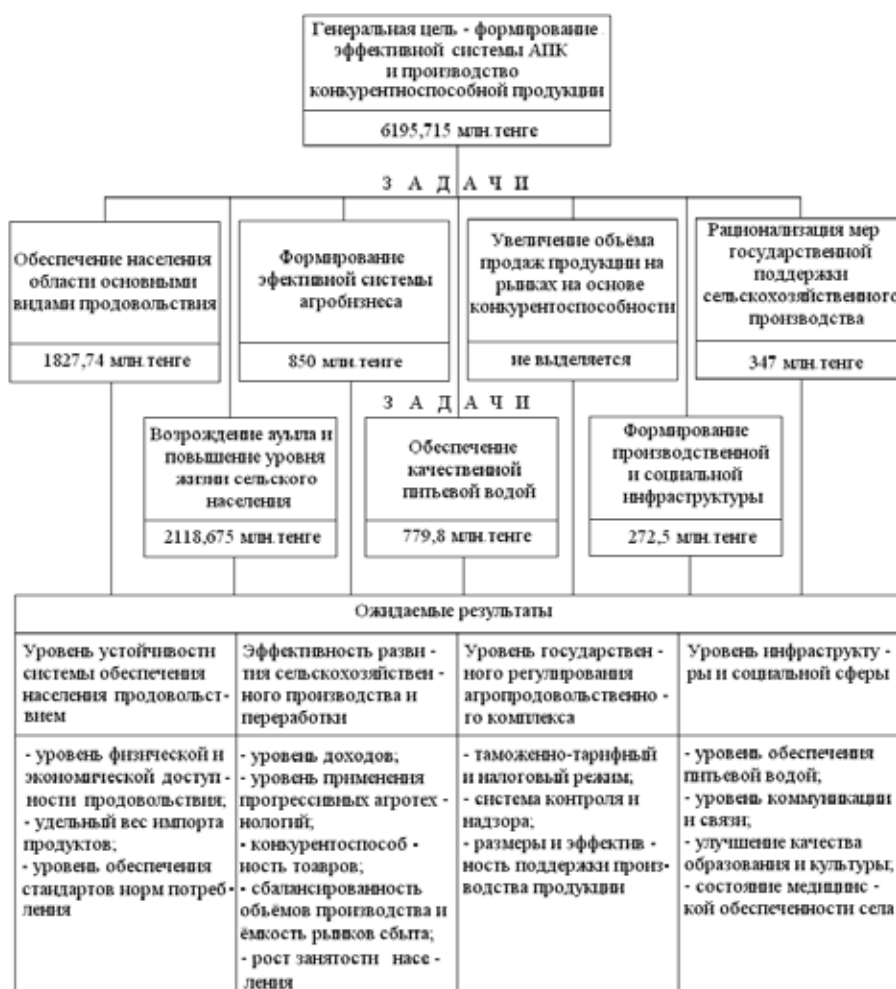 Генеральная цель - формирование
эффективной системы АПК
и производство
конкурентноспособной продукции
6195,715 млн.тенге
З А Д А Ч И
Обеспечение населения
области основными
видами продовольствия
1827,74 млн.тенге
Формирование
эфективной системы
агробизнеса
850 млн.тенге
Увеличение объёма
продаж продукции на
рынках на основе
конкурентоспособности
не выделяется
Рационализация мер
государственной
поддержки
сельскохозяйственного
производства
347 млн.тенге
З А Д А Ч И
Возрождение ауыла и
повышение уровня
жизни сельского
населения
2118,675 млн.тенге
Обеспечение
качественной
питьевой водой
779,8 млн.тенге
Формирование
производственной
и социальной
инфраструктуры
272,5 млн.тенге
Ожидаемые результаты
Уровень устойчивости
системы обеспечения
населения продовольст-
вием
Эффективность разви-
тия сельскохозяйствен-
ного производства и
переработки
Уровень государствен-
ного регулирования
агропродовольственно-
го комплекса
Уровень инфраструкту-
ры и социальной сферы
- уровень физической и
экономической доступ-
ности продовольствия;
- удельный вес импорта
продуктов;
- уровень обеспечения
стандартов норм потреб-
ления
- уровень доходов;
- уровень применения
прогрессивных агротех-
нологий;
- конкурентоспособ-
ность тоавров;
- сбалансированность
объёмов производства и
ёмкость рынков сбыта;
- рост занятости насе-
ления
- таможенно-тарифный
и налоговый режим;
- система контроля и
надзора;
- размеры и эффектив-
ность поддержки произ-
водства продукции
- уровень обеспечения
питьевой водой;
- уровень коммуникации
и связи;
- улучшение качества
образования и культуры;
- состояние медицинс-
кой обеспеченности села